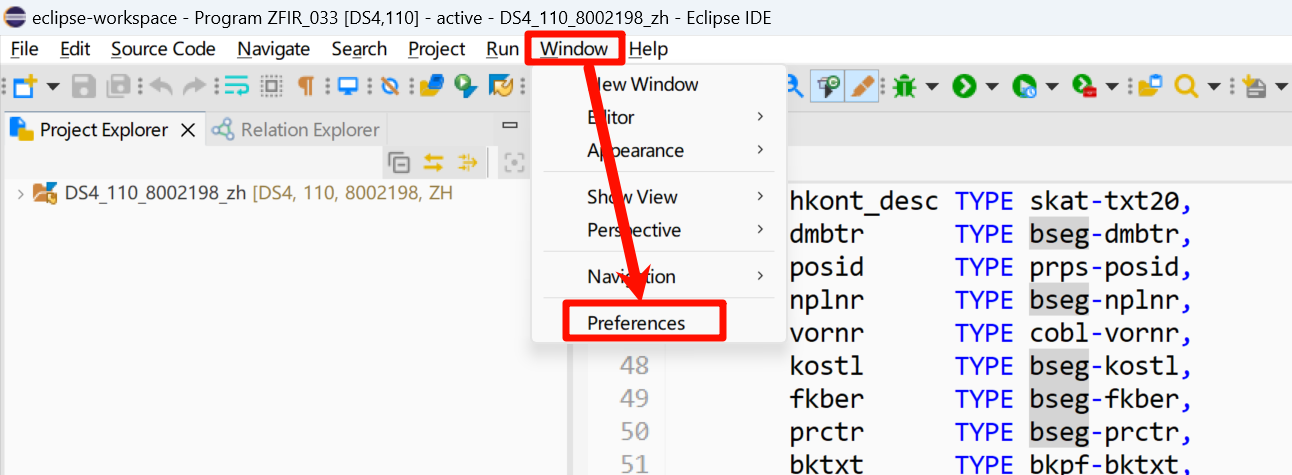 eclipse-workspace - Program ZFIR_033 [DS4,110] - active - DS4_110_8002198_zh - Eclipse IDE
File Edit Source Code Navigate Search Project Run Window Help
New Window
Project Explorer Relation Explorer
Editor
Appearance
DS4_110_8002198_zh [DS4, 110, 8002198, ZH
Show View
Perspective
Navigation
Preferences
hkont_desc TYPE skat-txt20,
dmbtr TYPE bseg-dmbtr,
posid TYPE prps-posid,
nplnr TYPE bseg-nplnr,
vornr TYPE cobl-vornr,
48 kostl TYPE bseg-kostl,
49 fkber TYPE bseg-fkber,
50 prctr TYPE bseg-prctr,
51 bktxt TYPE bkpf-bktxt,